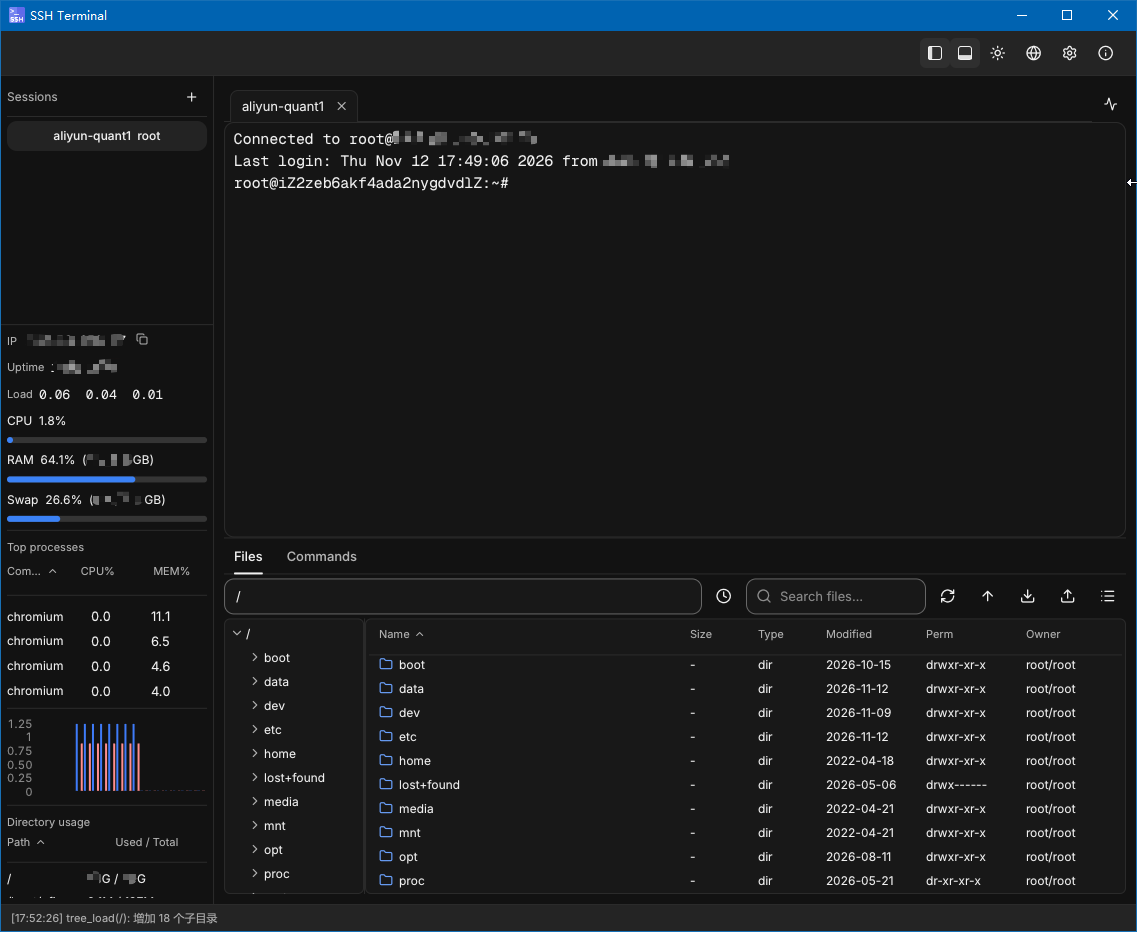 SSH Terminal
Sessions +
aliyun-quant1 root
aliyun-quant1
Connected to root@
Last login: Thu Nov 12 17:49:06 2026 from
root@iZ2zeb6akf4ada2nygdvdlZ:~#
IP
Uptime
Load 0.06 0.04 0.01
CPU 1.8%
RAM 64.1% ( GB)
Swap 26.6% ( GB)
Top processes
Com... CPU% MEM%
chromium 0.0 11.1
chromium 0.0 6.5
chromium 0.0 4.6
chromium 0.0 4.0
1.25
1
0.75
0.50
0.25
0
Directory usage
Path Used / Total
/ G / G
Files Commands
/
Search files...
/
boot
data
dev
etc
home
lost+found
media
mnt
opt
proc
Name Size Type Modified Perm Owner
boot - dir 2026-10-15 drwxr-xr-x root/root
data - dir 2026-11-12 drwxr-xr-x root/root
dev - dir 2026-11-09 drwxr-xr-x root/root
etc - dir 2026-11-12 drwxr-xr-x root/root
home - dir 2022-04-18 drwxr-xr-x root/root
lost+found - dir 2026-05-06 drwx------ root/root
media - dir 2022-04-21 drwxr-xr-x root/root
mnt - dir 2022-04-21 drwxr-xr-x root/root
opt - dir 2026-08-11 drwxr-xr-x root/root
proc - dir 2026-05-21 dr-xr-xr-x root/root
[17:52:26] tree_load(/): 增加 18 个子目录